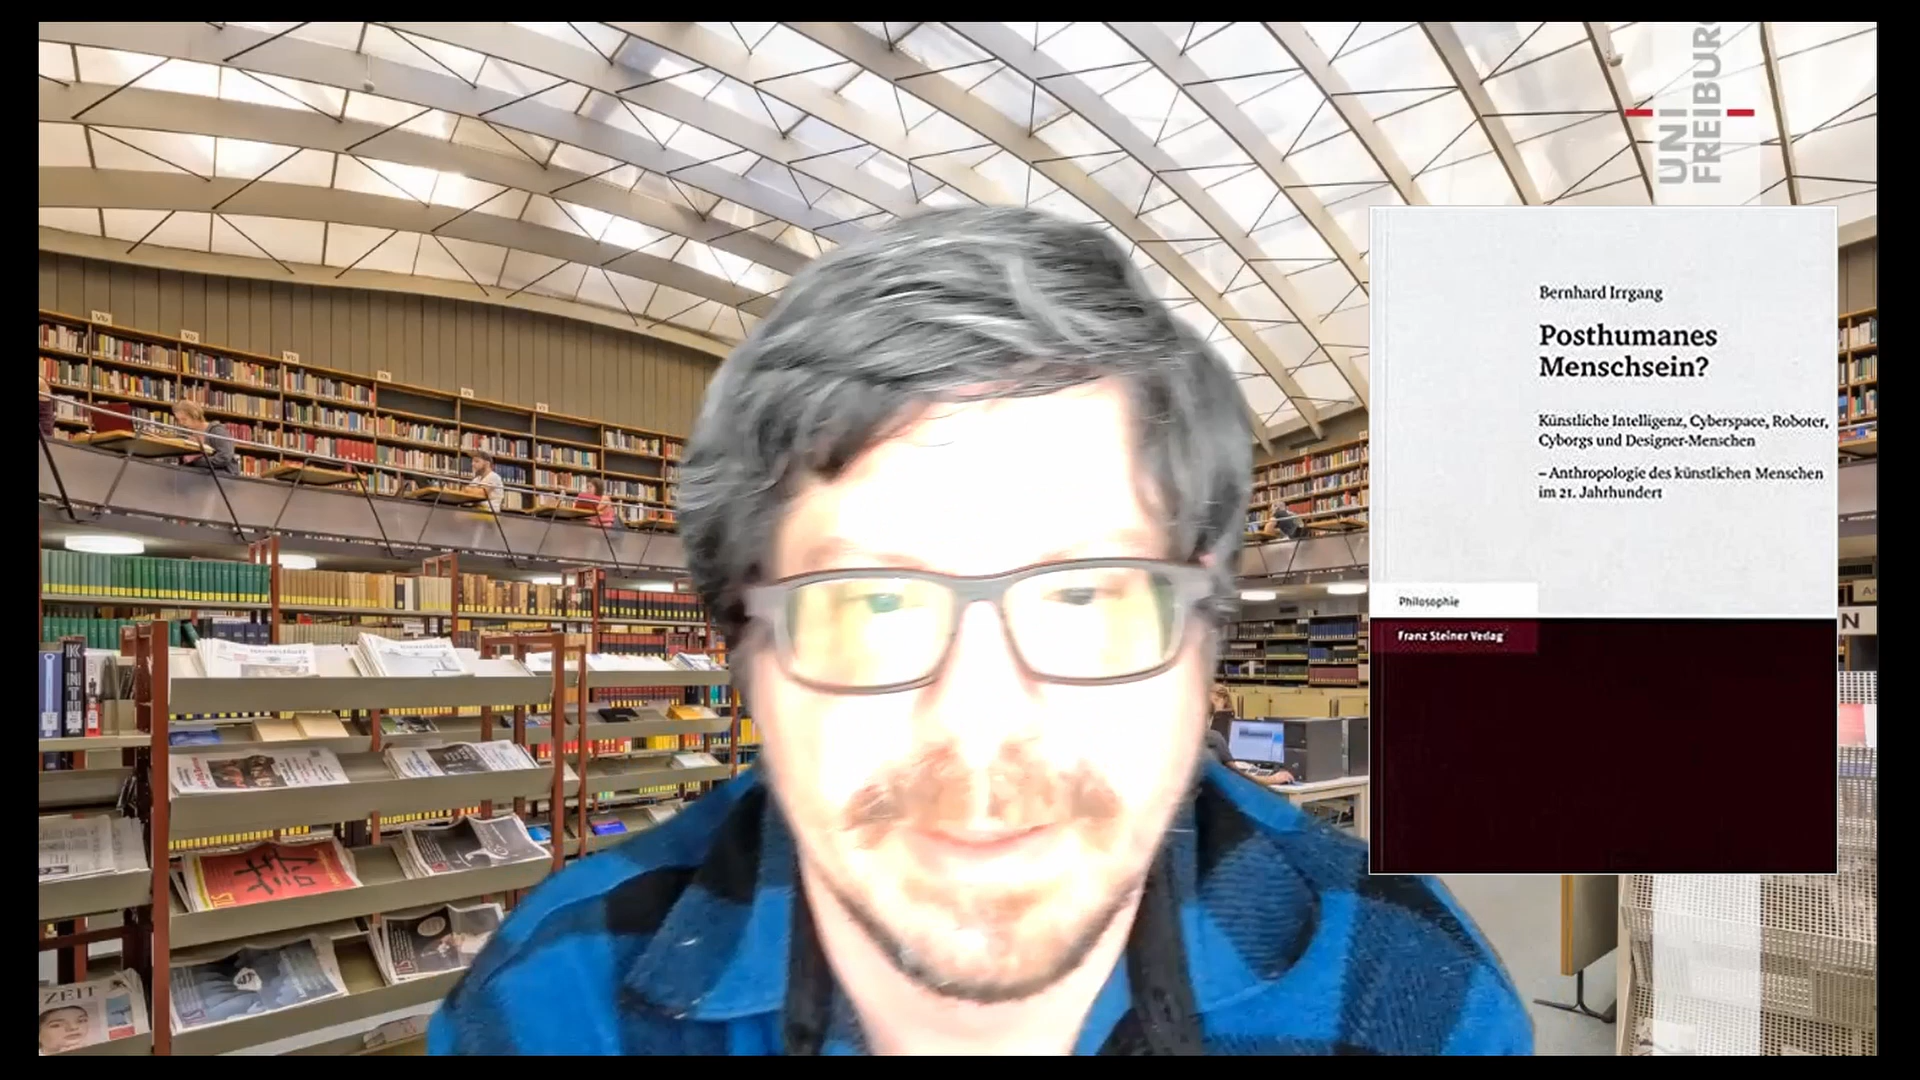 UNI
FREIBURG
Bernhard Irrgang
Posthumanes
Menschsein?
Künstliche Intelligenz, Cyberspace, Roboter,
Cyborgs und Designer-Menschen
– Anthropologie des künstlichen Menschen
im 21. Jahrhundert
Philosophie
Franz Steiner Verlag
Vb
ZEIT
N